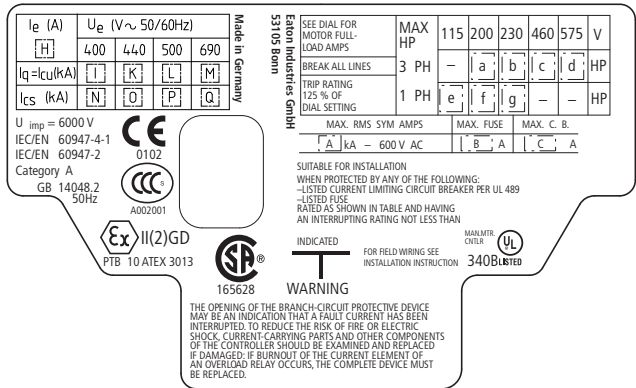 Ie (A) Ue (V~ 50/60Hz)
H 400 440 500 690
Iq=Icu(kA) I K L M
Ics (kA) N O P Q
Made in Germany
Eaton Industries GmbH
53105 Bonn
SEE DIAL FOR
MOTOR FULL-
LOAD AMPS
MAX
HP
115 200 230 460 575 V
BREAK ALL LINES
3 PH – a b c d HP
TRIP RATING
125 % OF
DIAL SETTING
1 PH e f g – – HP
MAX. RMS SYM AMPS MAX. FUSE MAX. C. B.
A kA – 600 V AC B A C A
U imp = 6000 V
IEC/EN 60947-4-1
IEC/EN 60947-2
Category A
GB 14048.2
50Hz
CE
0102
CCC S
A002001
SUITABLE FOR INSTALLATION
WHEN PROTECTED BY ANY OF THE FOLLOWING:
–LISTED CURRENT LIMITING CIRCUIT BREAKER PER UL 489
–LISTED FUSE
RATED AS SHOWN IN TABLE AND HAVING
AN INTERRUPTING RATING NOT LESS THAN
Ex II(2)GD
PTB 10 ATEX 3013
SA ®
165628
INDICATED
WARNING
FOR FIELD WIRING SEE
INSTALLATION INSTRUCTION
MAN.MTR.
CNTLR
340B LISTED
UL
THE OPENING OF THE BRANCH-CIRCUIT PROTECTIVE DEVICE
MAY BE AN INDICATION THAT A FAULT CURRENT HAS BEEN
INTERRUPTED. TO REDUCE THE RISK OF FIRE OR ELECTRIC
SHOCK, CURRENT-CARRYING PARTS AND OTHER COMPONENTS
OF THE CONTROLLER SHOULD BE EXAMINED AND REPLACED
IF DAMAGED: IF BURNOUT OF THE CURRENT ELEMENT OF
AN OVERLOAD RELAY OCCURS, THE COMPLETE DEVICE MUST
BE REPLACED.